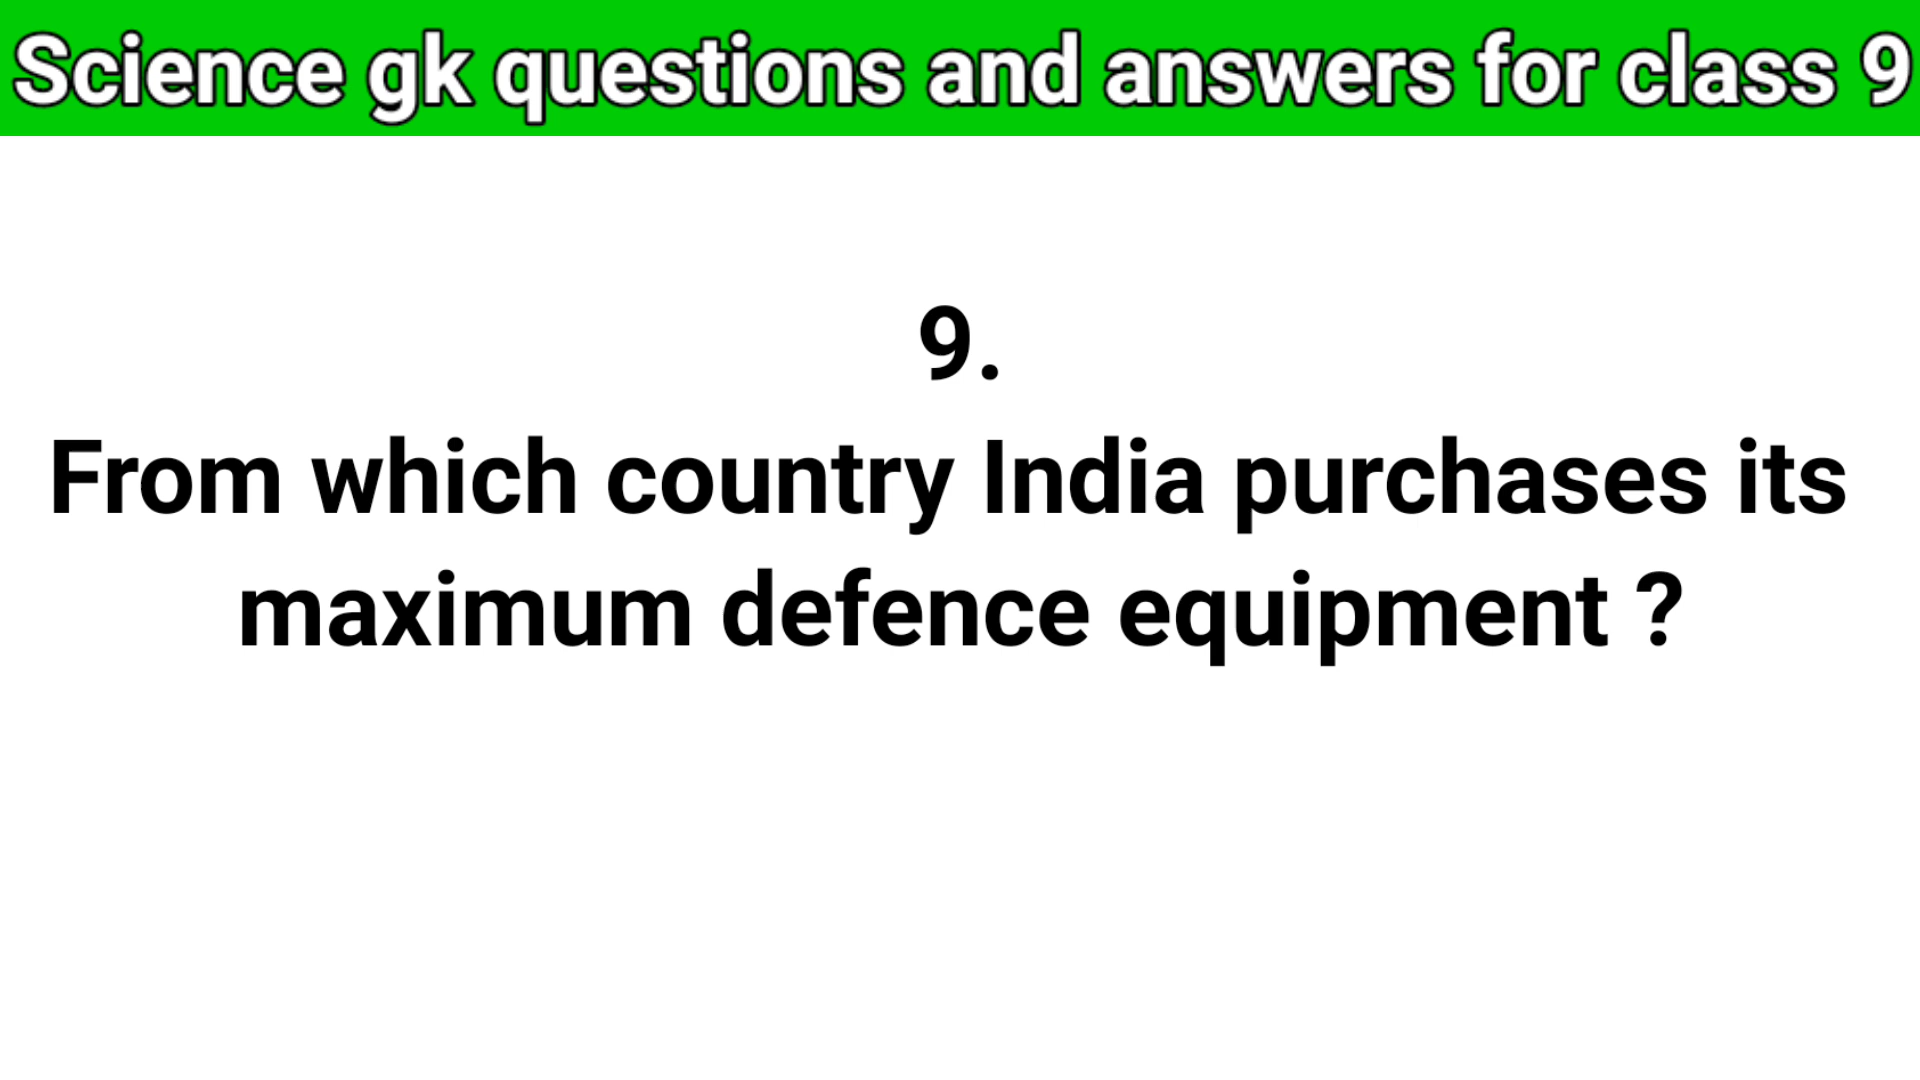 Science gk questions and answers for class 9
9.
From which country India purchases its
maximum defence equipment ?